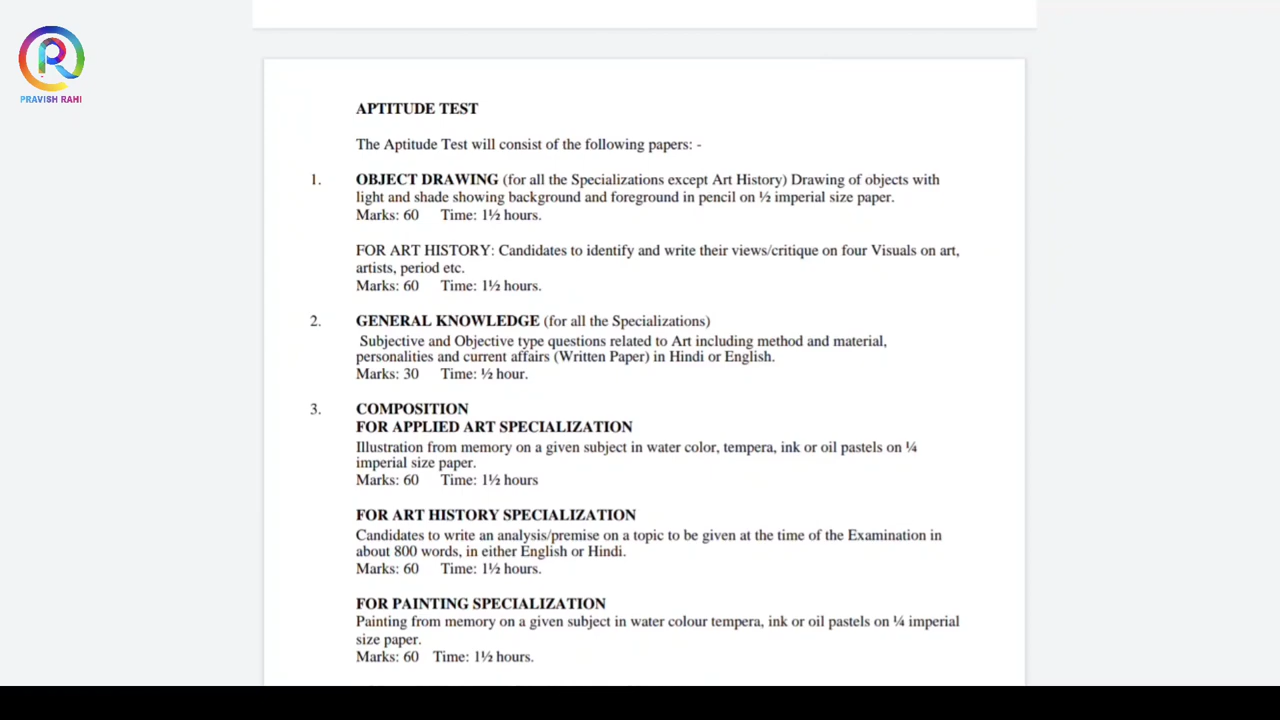 PRAVISH RAHI
APTITUDE TEST
The Aptitude Test will consist of the following papers: -
1. OBJECT DRAWING (for all the Specializations except Art History) Drawing of objects with
light and shade showing background and foreground in pencil on ½ imperial size paper.
Marks: 60 Time: 1½ hours.
FOR ART HISTORY: Candidates to identify and write their views/critique on four Visuals on art,
artists, period etc.
Marks: 60 Time: 1½ hours.
2. GENERAL KNOWLEDGE (for all the Specializations)
Subjective and Objective type questions related to Art including method and material,
personalities and current affairs (Written Paper) in Hindi or English.
Marks: 30 Time: ½ hour.
3. COMPOSITION
FOR APPLIED ART SPECIALIZATION
Illustration from memory on a given subject in water color, tempera, ink or oil pastels on ¼
imperial size paper.
Marks: 60 Time: 1½ hours
FOR ART HISTORY SPECIALIZATION
Candidates to write an analysis/premise on a topic to be given at the time of the Examination in
about 800 words, in either English or Hindi.
Marks: 60 Time: 1½ hours.
FOR PAINTING SPECIALIZATION
Painting from memory on a given subject in water colour tempera, ink or oil pastels on ¼ imperial
size paper.
Marks: 60 Time: 1½ hours.